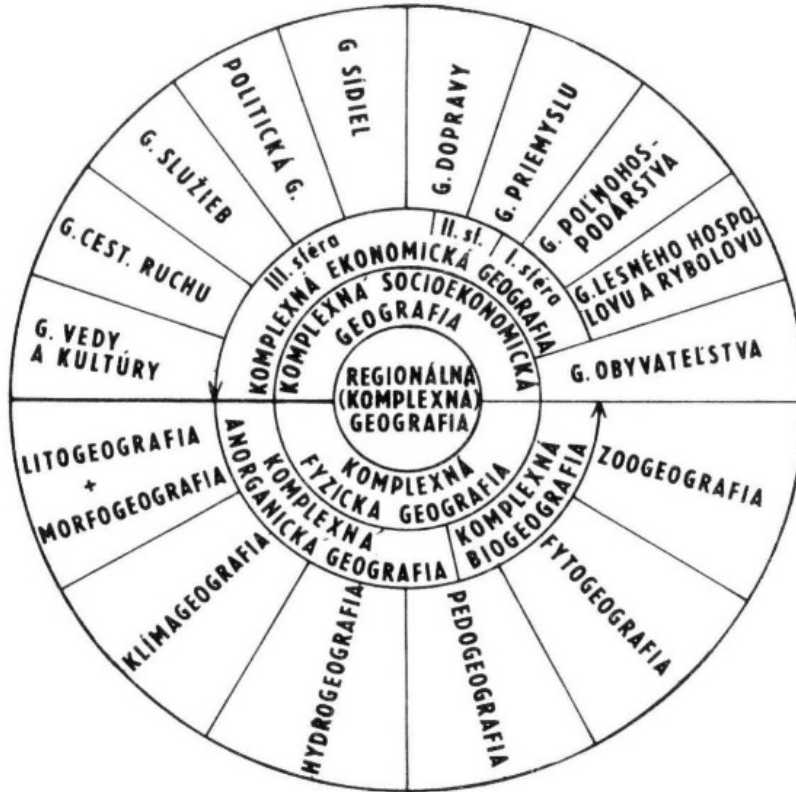 G. VEDY
A KULTÚRY
G. CEST. RUCHU
G. SLUŽIEB
POLITICKÁ G.
G SÍDIEL
G. DOPRAVY
G. PRIEMYSLU
G. POĽNOHOS-
PODÁRSTVA
G. LESNÉHO HOSPO-
LOVU A RYBOLOVU
G. OBYVATEĽSTVA
III. sféra
II. sf.
I. sféra
KOMPLEXNÁ EKONOMICKÁ GEOGRAFIA
KOMPLEXNÁ SOCIOEKONOMICKÁ
GEOGRAFIA
REGIONÁLNA
(KOMPLEXNA)
GEOGRAFIA
KOMPLEXNÁ
FYZICKÁ GEOGRAFIA
KOMPLEXNÁ
ANORGANICKÁ GEOGRAFIA
KOMPLEXNÁ
BIOGEOGRAFIA
LITOGEOGRAFIA
+
MORFOGEOGRAFIA
KLÍMAGEOGRAFIA
HYDROGEOGRAFIA
PEDOGEOGRAFIA
FYTOGEOGRAFIA
ZOOGEOGRAFIA